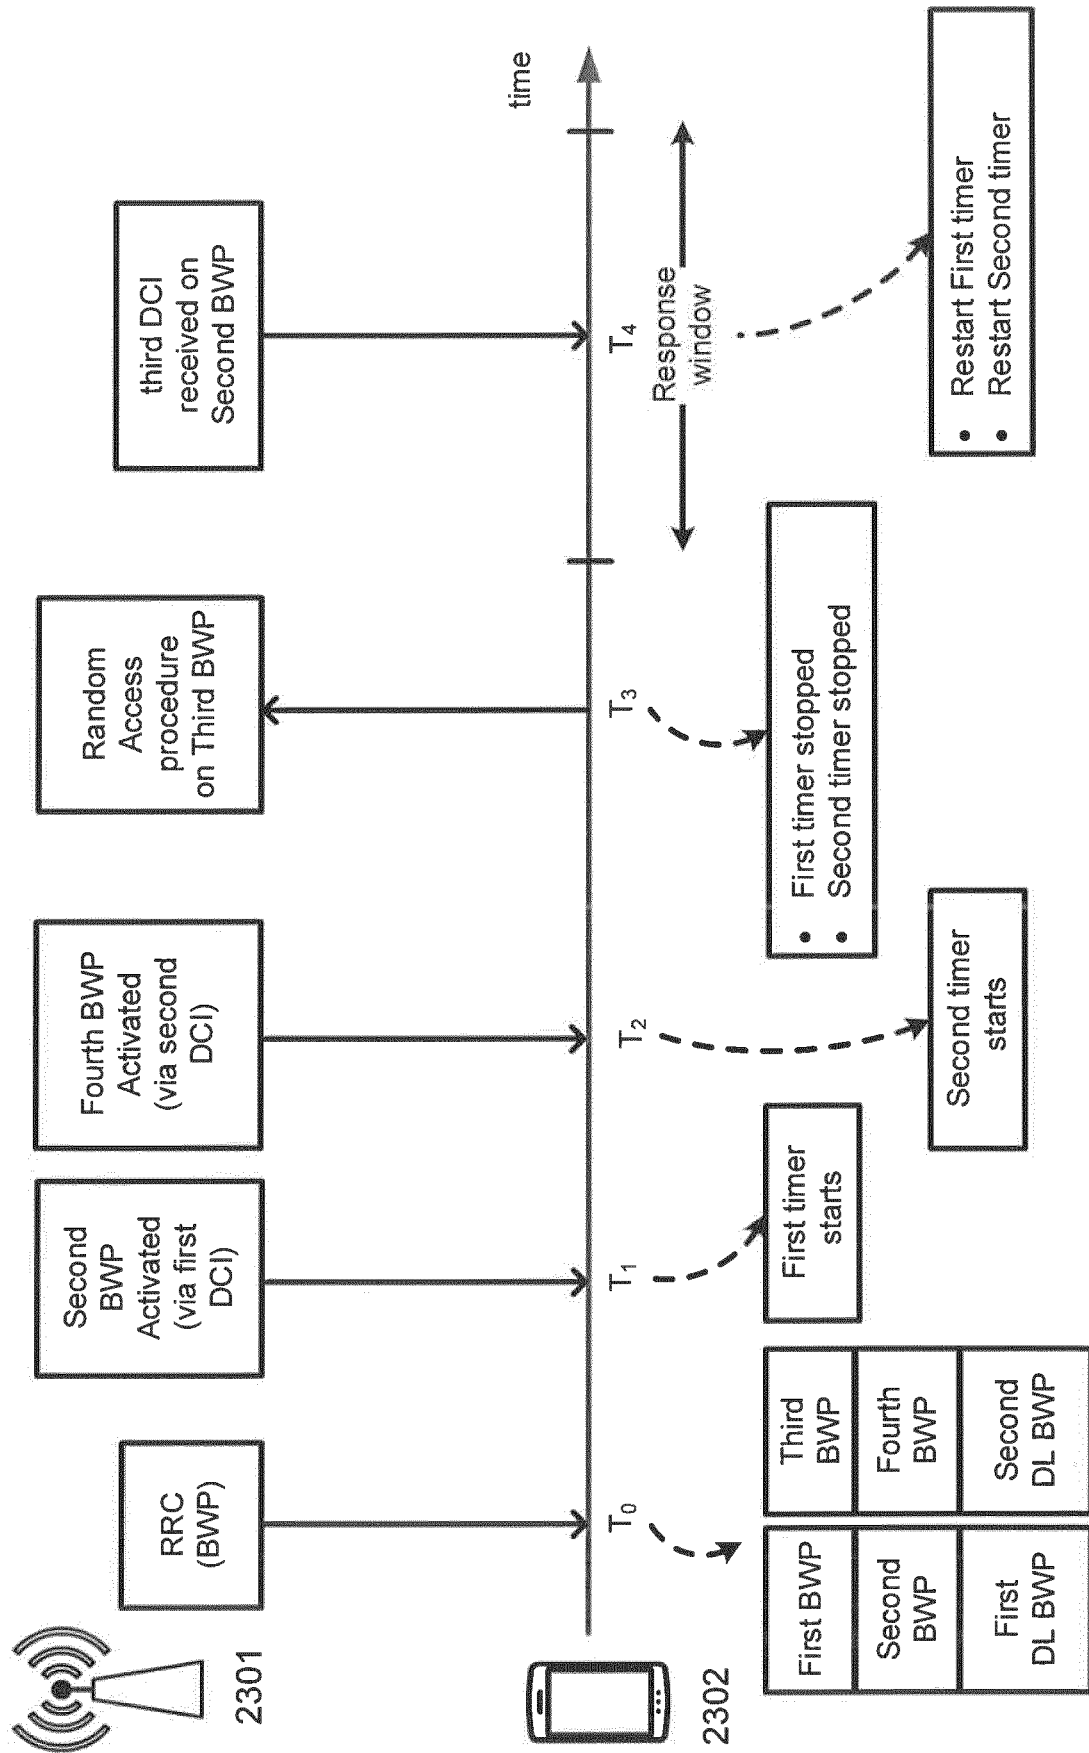 RRC
(BWP)
Second
BWP
Activated
(via first
DCI)
Fourth BWP
Activated
(via second
DCI)
Random
Access
procedure
on Third BWP
third DCI
received on
Second BWP
time
2301
2302
T0
T1
T2
T3
T4
Response
window
First BWP
Second
BWP
First
DL BWP
Third
BWP
Fourth
BWP
Second
DL BWP
First timer
starts
Second timer
starts
• First timer stopped
• Second timer stopped
• Restart First timer
• Restart Second timer